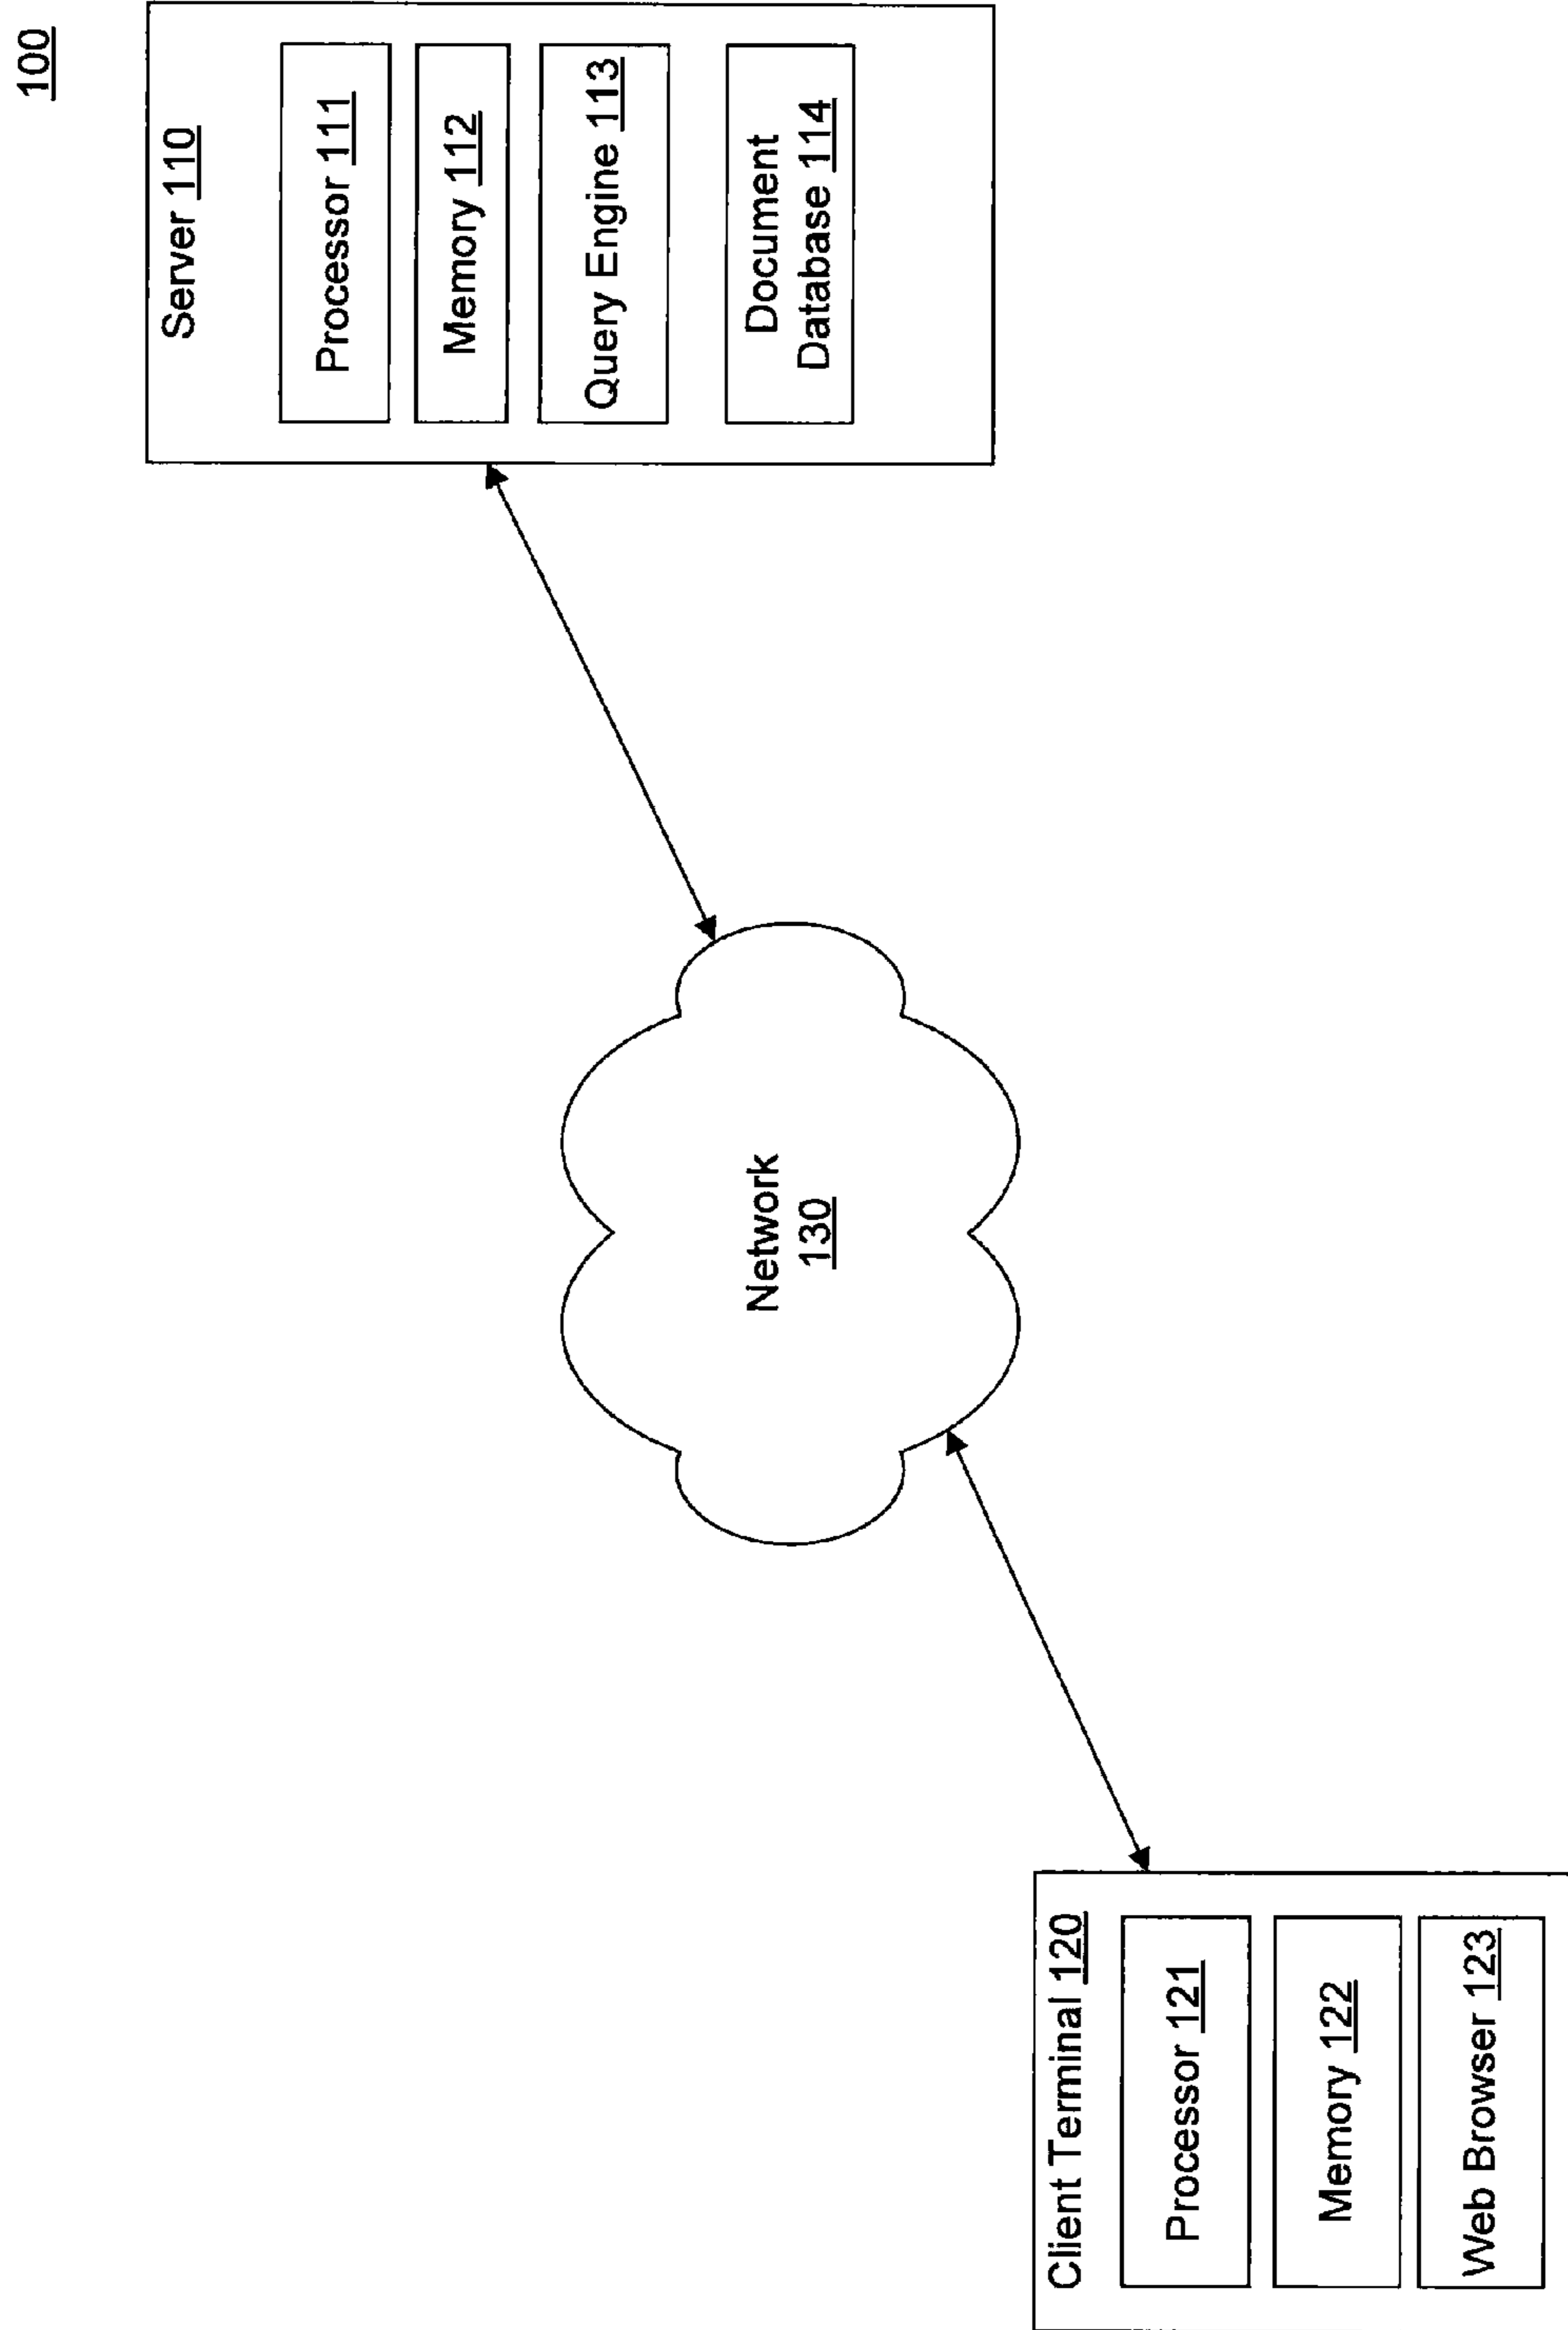 100
Server 110
Processor 111
Memory 112
Query Engine 113
Document
Database 114
Network
130
Client Terminal 120
Processor 121
Memory 122
Web Browser 123